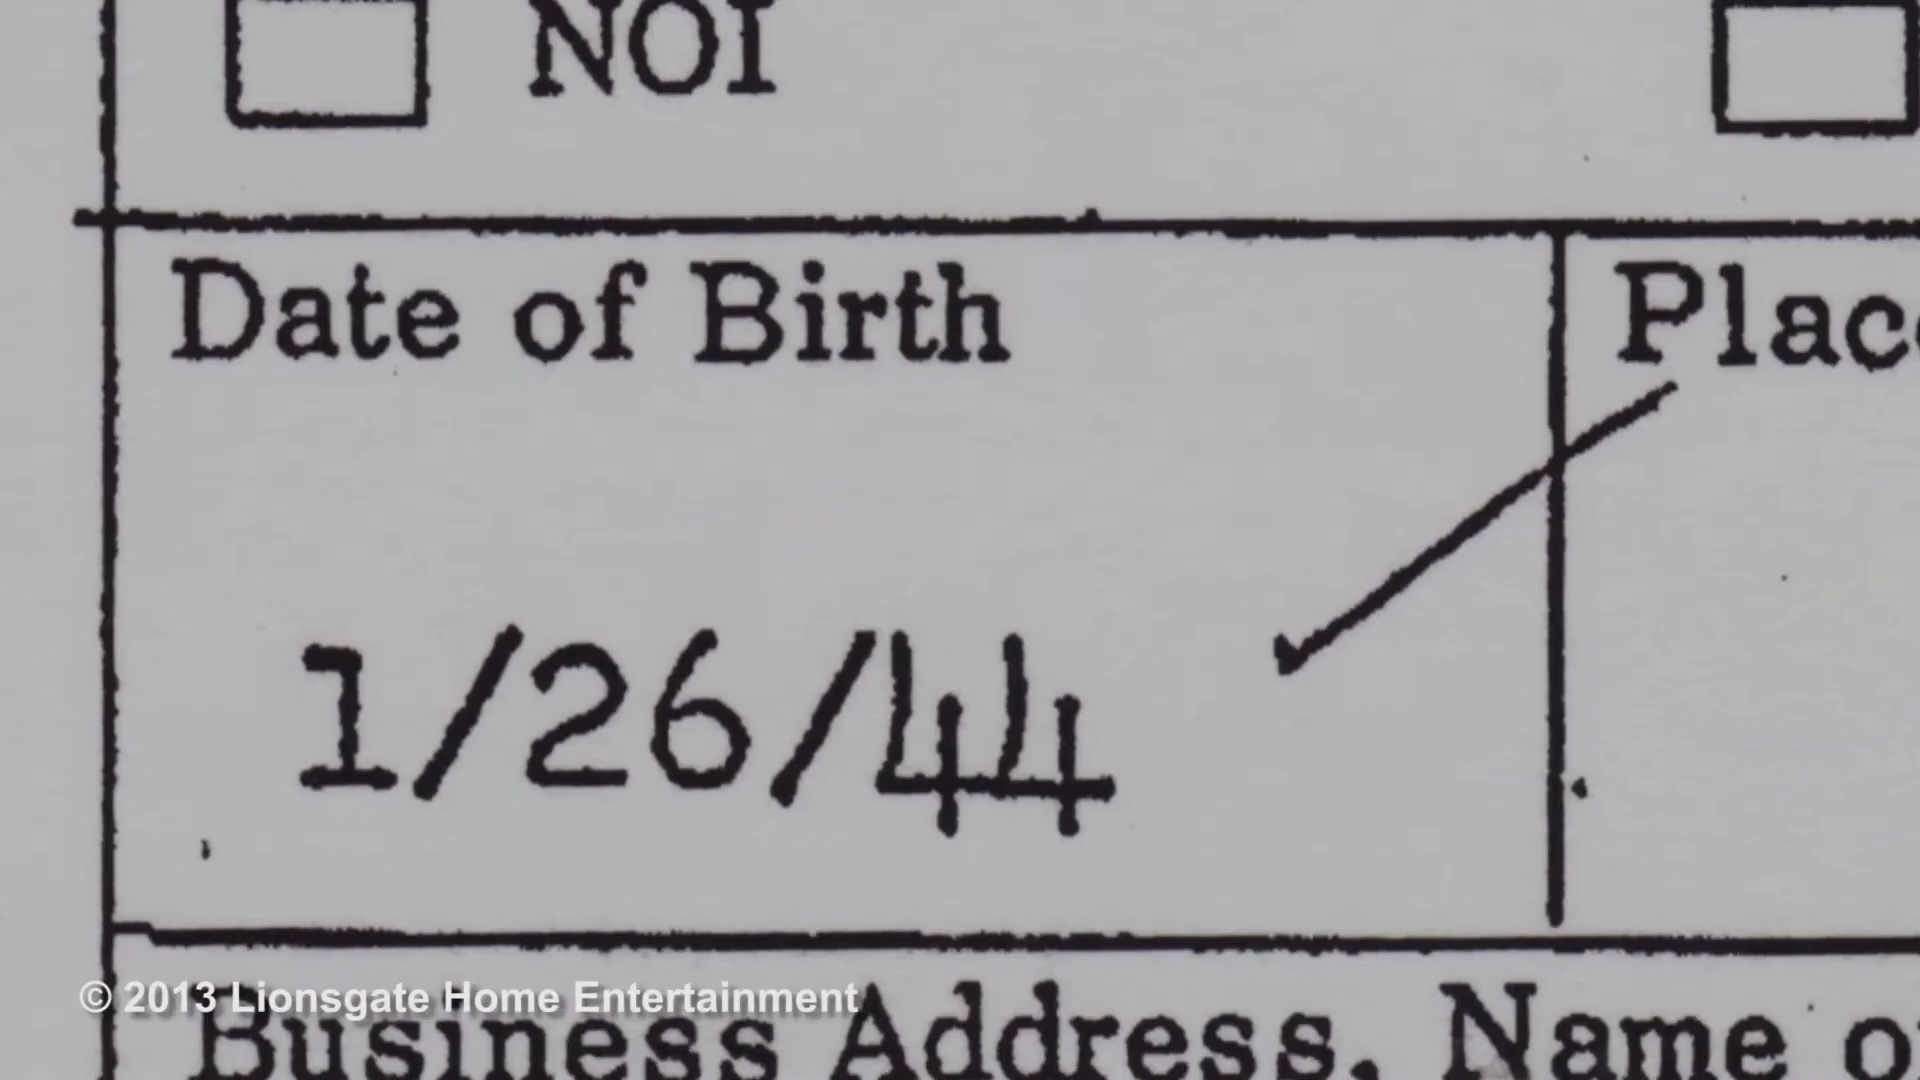 NOI
Date of Birth
Plac
1/26/44
© 2013 Lionsgate Home Entertainment
Business Address, Name o